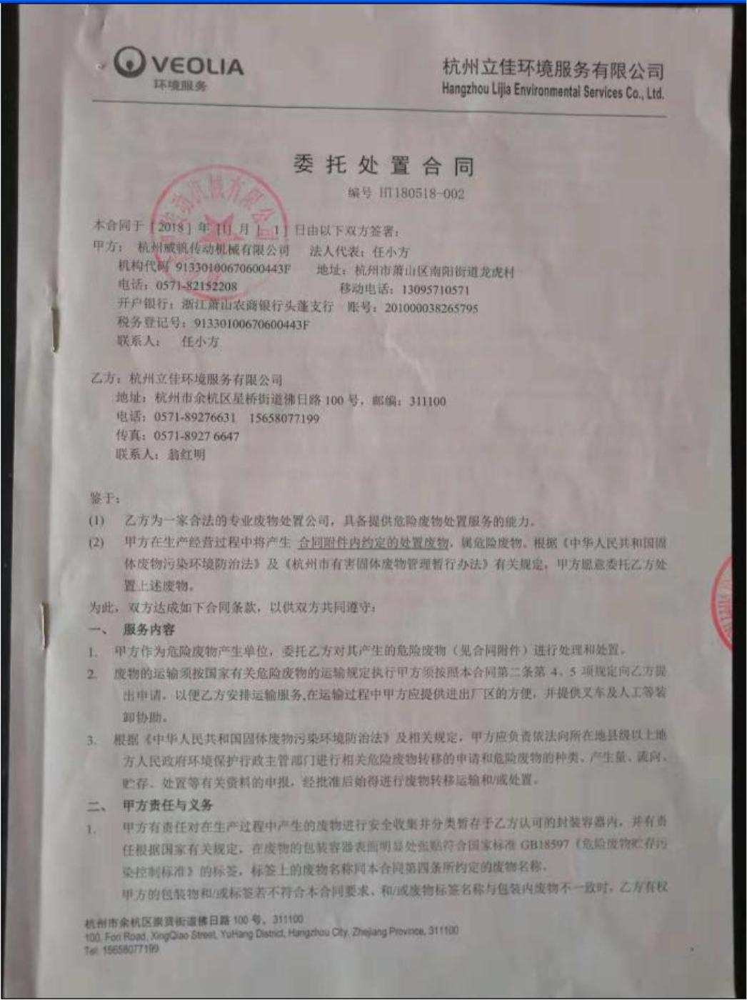 VEOLIA
环境服务
杭州立佳环境服务有限公司
Hangzhou Lijia Environmental Services Co., Ltd.
委托处置合同
编号 HT180518-002
本合同于 [ 2018 ] 年 [11] 月 [ 1 ] 日由以下双方签署：
甲方： 杭州威帆传动机械有限公司 法人代表：任小方
机构代码 91330100670600443F 地址：杭州市萧山区南阳街道龙虎村
电话：0571-82152208 移动电话：13095710571
开户银行：浙江萧山农商银行头蓬支行 账号：201000038265795
税务登记号：91330100670600443F
联系人： 任小方
乙方：杭州立佳环境服务有限公司
地址：杭州市余杭区星桥街道佛日路 100 号，邮编：311100
电话：0571-89276631 15658077199
传真：0571-8927 6647
联系人：翁红明
鉴于：
(1) 乙方为一家合法的专业废物处置公司，具备提供危险废物处置服务的能力。
(2) 甲方在生产经营过程中将产生 合同附件内约定的处置废物，属危险废物。根据《中华人民共和国固
体废物污染环境防治法》及《杭州市有害固体废物管理暂行办法》有关规定，甲方愿意委托乙方处
置上述废物。
为此，双方达成如下合同条款，以供双方共同遵守：
一、 服务内容
1. 甲方作为危险废物产生单位，委托乙方对其产生的危险废物（见合同附件）进行处理和处置。
2. 废物的运输须按国家有关危险废物的运输规定执行甲方须按照本合同第二条第 4、5 项规定向乙方提
出申请，以便乙方安排运输服务,在运输过程中甲方应提供进出厂区的方便，并提供叉车及人工等装
卸协助。
3. 根据《中华人民共和国固体废物污染环境防治法》及相关规定，甲方应负责依法向所在地县级以上地
方人民政府环境保护行政主管部门进行相关危险废物转移的申请和危险废物的种类、产生量、流向、
贮存、处置等有关资料的申报，经批准后始得进行废物转移运输和/或处置。
二、 甲方责任与义务
1. 甲方有责任对在生产过程中产生的废物进行安全收集并分类暂存于乙方认可的封装容器内，并有责
任根据国家有关规定，在废物的包装容器表面明显处张贴符合国家标准 GB18597《危险废物贮存污
染控制标准》的标签，标签上的废物名称同本合同第四条所约定的废物名称。
甲方的包装物和/或标签若不符合本合同要求、和/或废物标签名称与包装内废物不一致时，乙方有权
杭州市余杭区崇贤街道佛日路 100 号，311100
100, Fori Road, XingQiao Street, YuHang District, Hangzhou City, Zhejiang Province, 311100
Tel: 15658077199